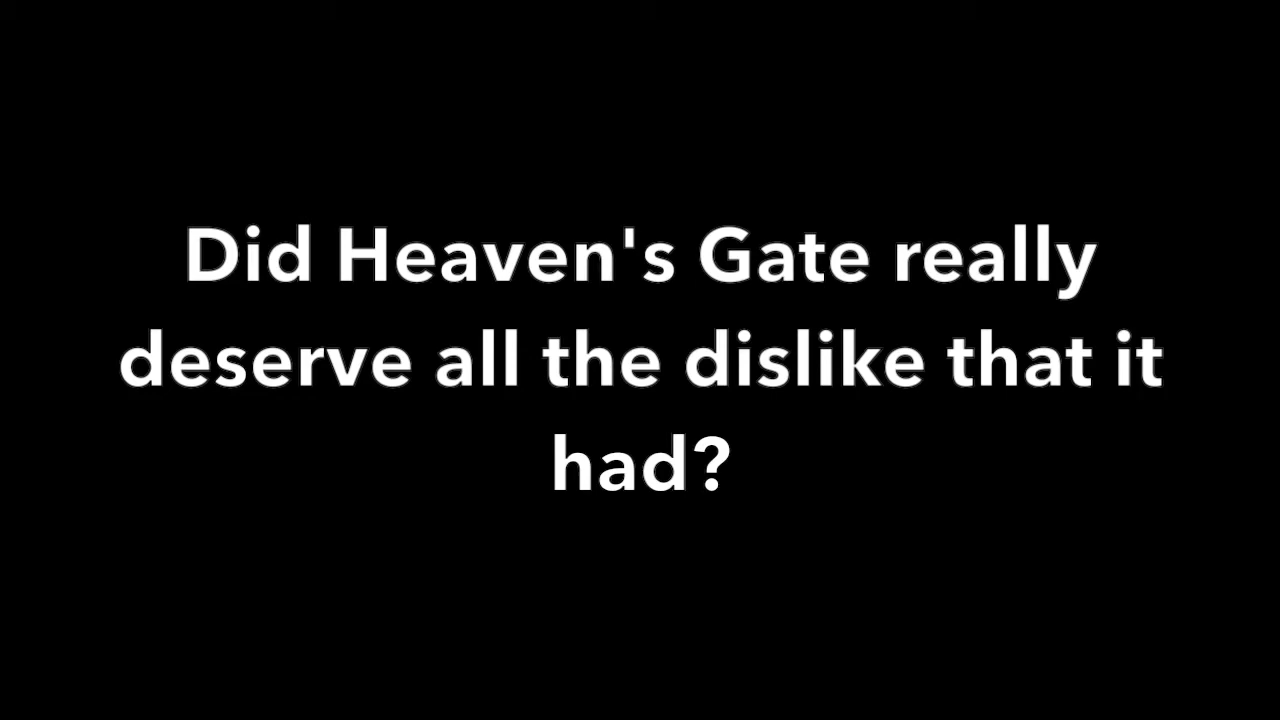 Did Heaven's Gate really
deserve all the dislike that it
had?